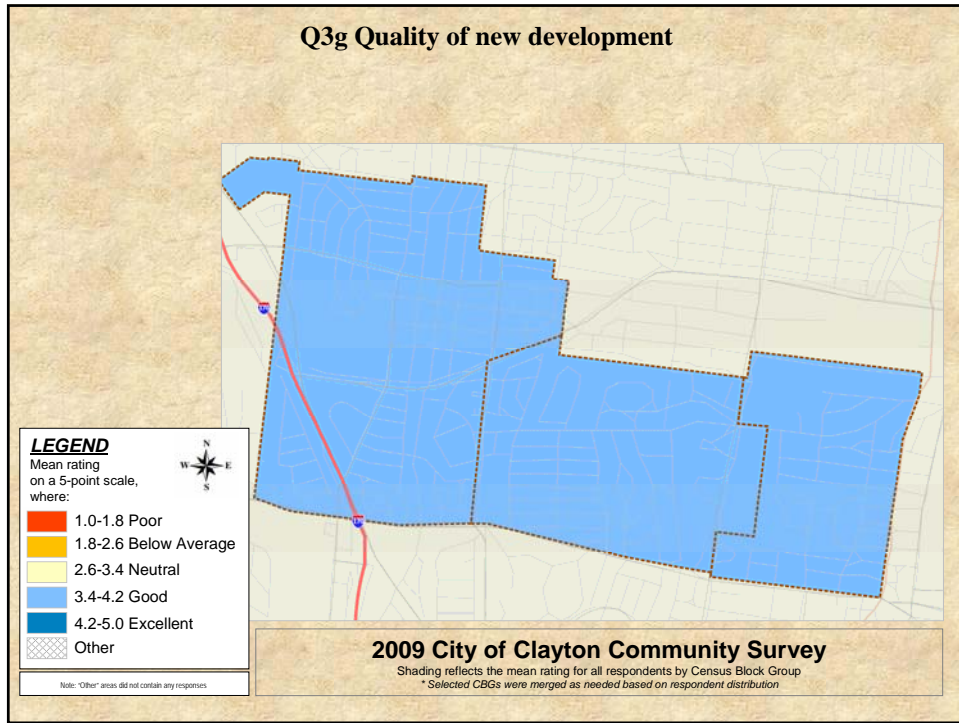 Q3g Quality of new development
LEGEND
Mean rating
on a 5-point scale,
where:
N
W E
S
1.0-1.8 Poor
1.8-2.6 Below Average
2.6-3.4 Neutral
3.4-4.2 Good
4.2-5.0 Excellent
Other
Note: "Other" areas did not contain any responses
2009 City of Clayton Community Survey
Shading reflects the mean rating for all respondents by Census Block Group
* Selected CBGs were merged as needed based on respondent distribution